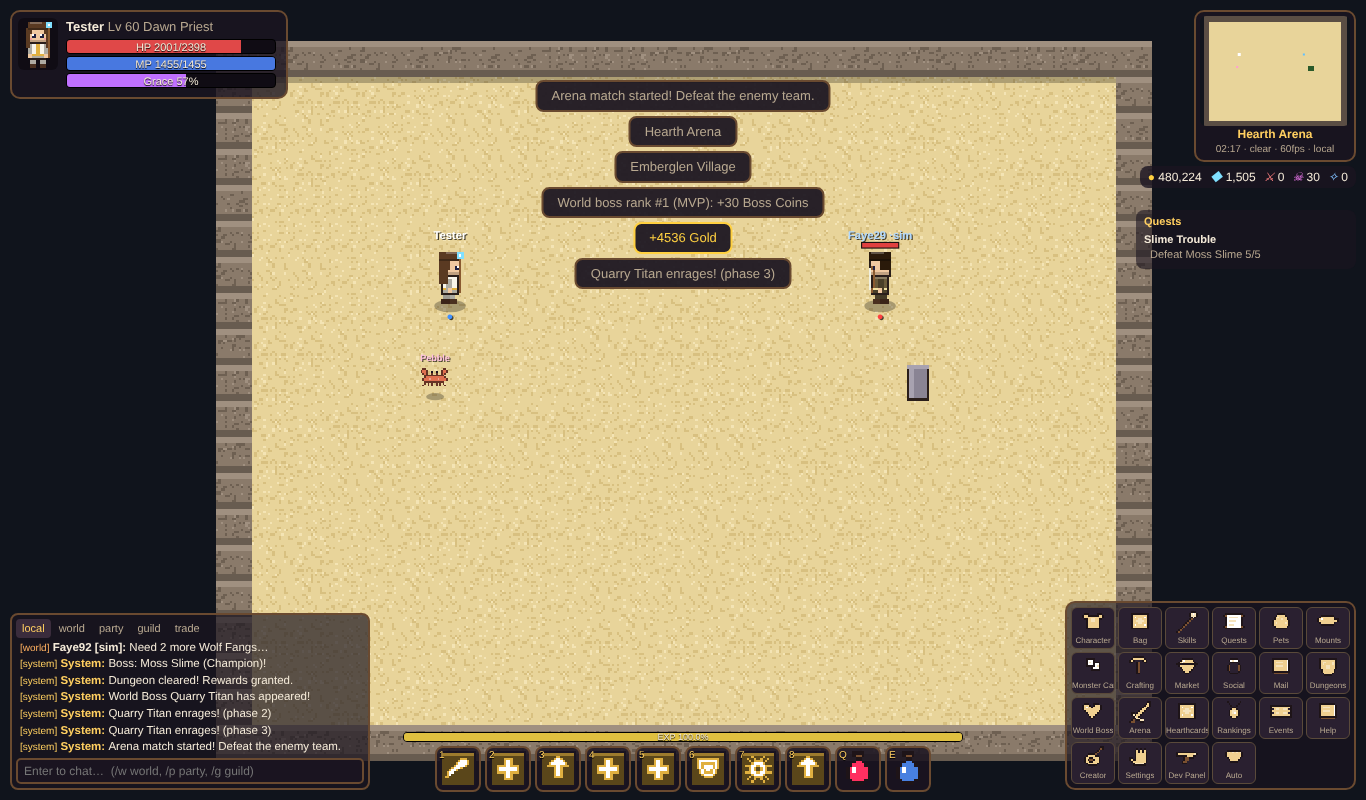 Tester Lv 60 Dawn Priest
HP 2001/2398
MP 1455/1455
Grace 57%
Arena match started! Defeat the enemy team.
Hearth Arena
Emberglen Village
World boss rank #1 (MVP): +30 Boss Coins
+4536 Gold
Quarry Titan enrages! (phase 3)
Tester
Faye29 ·sim
Pebble
Hearth Arena
02:17 · clear · 60fps · local
480,224 1,505 0 30 0
Quests
Slime Trouble
Defeat Moss Slime 5/5
local world party guild trade
[world] Faye92 [sim]: Need 2 more Wolf Fangs…
[system] System: Boss: Moss Slime (Champion)!
[system] System: Dungeon cleared! Rewards granted.
[system] System: World Boss Quarry Titan has appeared!
[system] System: Quarry Titan enrages! (phase 2)
[system] System: Quarry Titan enrages! (phase 3)
[system] System: Arena match started! Defeat the enemy team.
Enter to chat… (/w world, /p party, /g guild)
EXP 100.0%
1 2 3 4 5 6 7 8 Q E
Character Bag Skills Quests Pets Mounts
Monster Ca Crafting Market Social Mail Dungeons
World Boss Arena Hearthcards Rankings Events Help
Creator Settings Dev Panel Auto